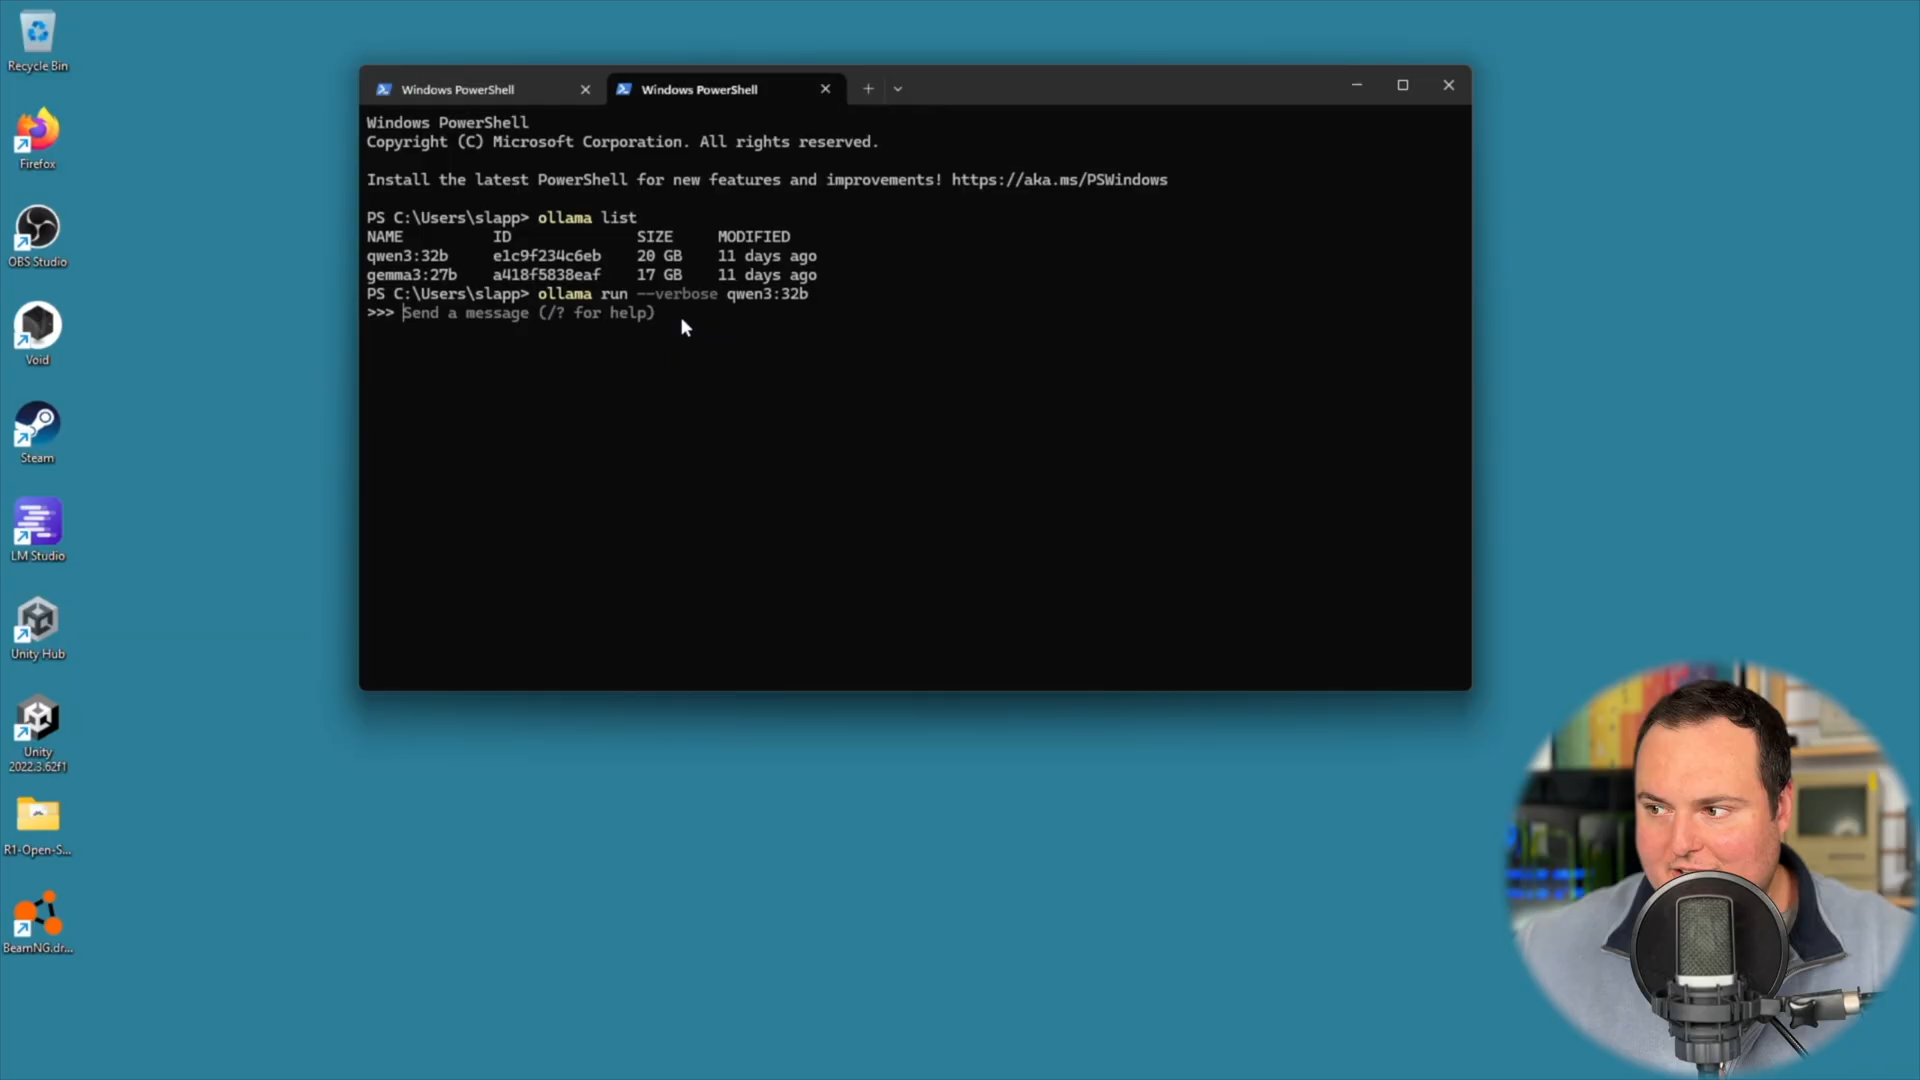 Recycle Bin
Firefox
OBS Studio
Void
Steam
LM Studio
Unity Hub
Unity
2022.3.62f1
R1-Open-S...
BeamNG.dr...
Windows PowerShell
Windows PowerShell
Windows PowerShell
Copyright (C) Microsoft Corporation. All rights reserved.
Install the latest PowerShell for new features and improvements! https://aka.ms/PSWindows
PS C:\Users\slapp> ollama list
NAME ID SIZE MODIFIED
qwen3:32b e1c9f234c6eb 20 GB 11 days ago
gemma3:27b a418f5838eaf 17 GB 11 days ago
PS C:\Users\slapp> ollama run --verbose qwen3:32b
>>> Send a message (/? for help)